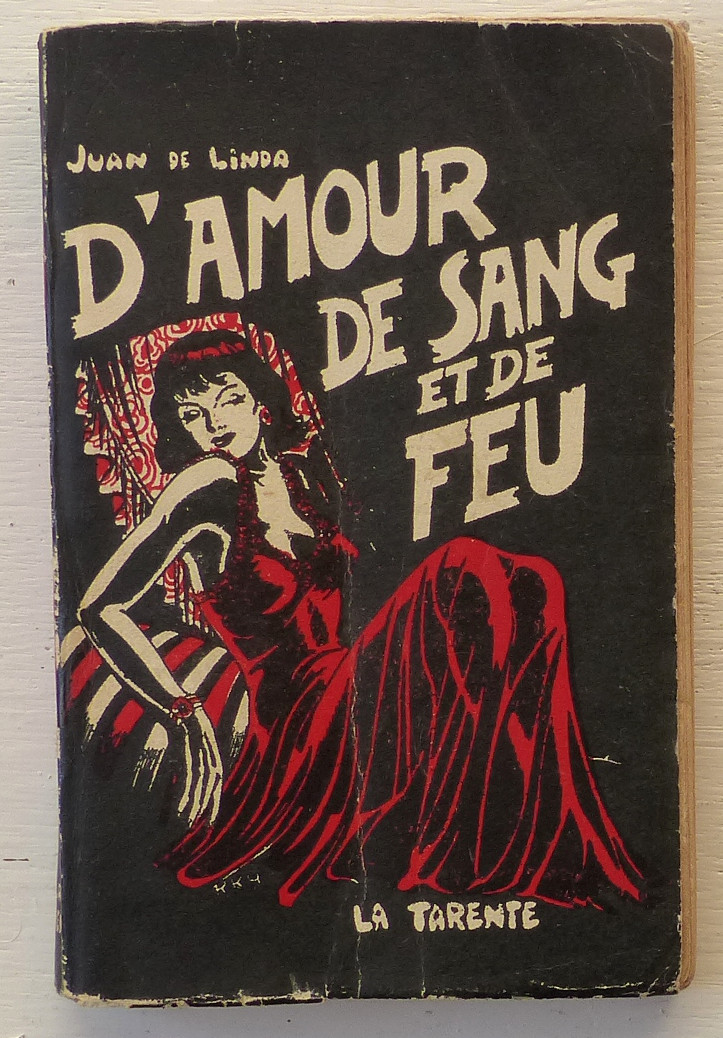 Juan de Linda
D'AMOUR
DE SANG
ET DE
FEU
LA TARENTE